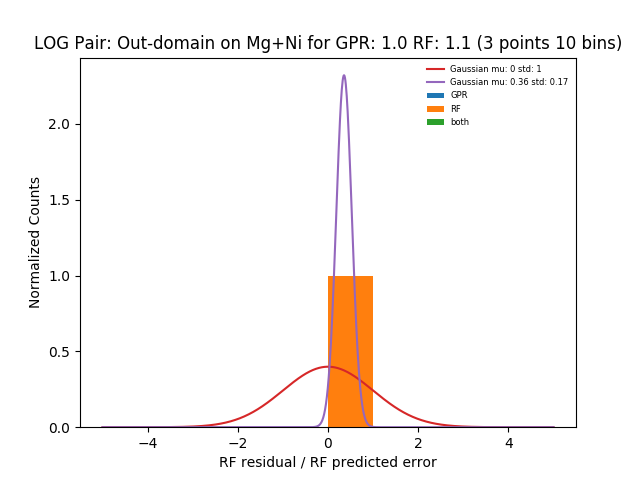 LOG Pair: Out-domain on Mg+Ni for GPR: 1.0 RF: 1.1 (3 points 10 bins)
Gaussian mu: 0 std: 1
Gaussian mu: 0.36 std: 0.17
GPR
RF
both
Normalized Counts
2.0
1.5
1.0
0.5
0.0
−4 −2 0 2 4
RF residual / RF predicted error